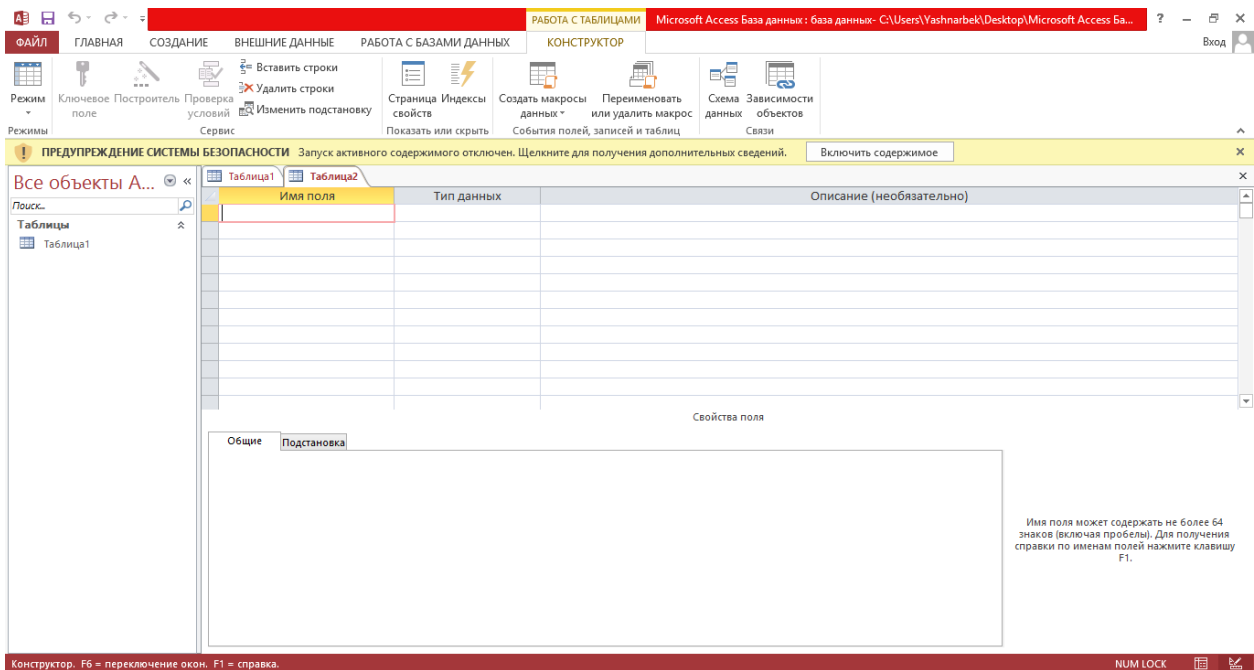 РАБОТА С ТАБЛИЦАМИ Microsoft Access База данных : база данных- C:\Users\Yashnarbek\Desktop\Microsoft Access Ба... ?
ФАЙЛ ГЛАВНАЯ СОЗДАНИЕ ВНЕШНИЕ ДАННЫЕ РАБОТА С БАЗАМИ ДАННЫХ КОНСТРУКТОР Вход
Вставить строки
Удалить строки
Изменить подстановку
Режим Ключевое поле Построитель Проверка условий Страница свойств Индексы Создать макросы данных Переименовать или удалить макрос Схема данных Зависимости объектов
Режимы Сервис Показать или скрыть События полей, записей и таблиц Связи
ПРЕДУПРЕЖДЕНИЕ СИСТЕМЫ БЕЗОПАСНОСТИ Запуск активного содержимого отключен. Щелкните для получения дополнительных сведений. Включить содержимое
Все объекты A... «
Поиск...
Таблицы
Таблица1
Таблица1 Таблица2
Имя поля Тип данных Описание (необязательно)
Свойства поля
Общие Подстановка
Имя поля может содержать не более 64
знаков (включая пробелы). Для получения
справки по именам полей нажмите клавишу
F1.
Конструктор. F6 = переключение окон. F1 = справка. NUM LOCK